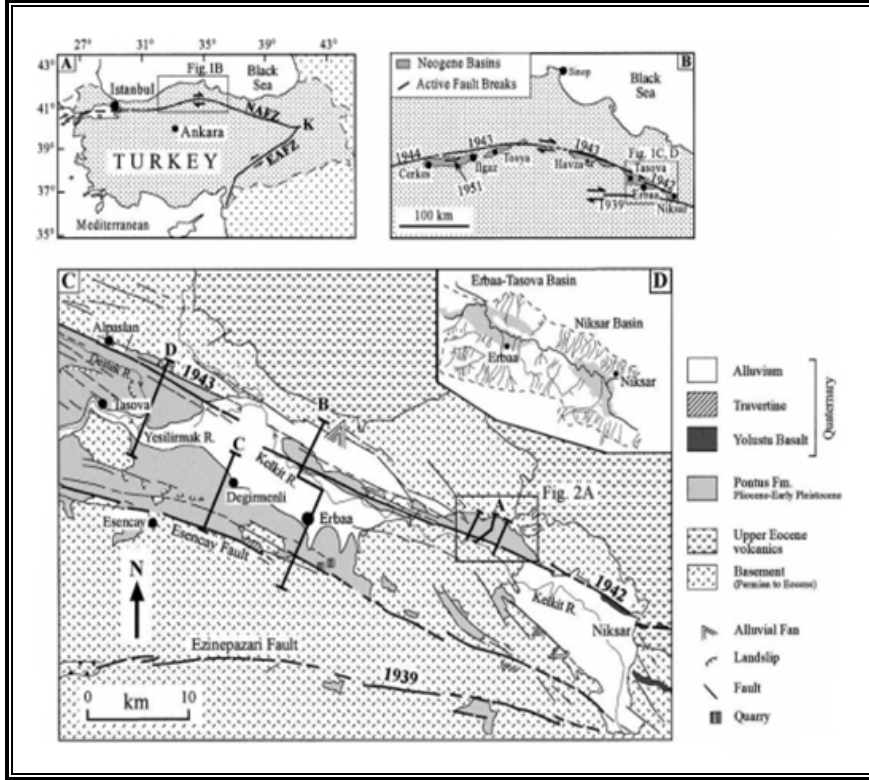 27° 31° 35° 39° 43°
43°
A
Fig.1B
Black
Sea
Istanbul
41°
NAFZ
K
Ankara
39°
EAFZ
TURKEY
37°
Mediterranean
35°
Neogene Basins
Active Fault Breaks
B
Sinop
Black
Sea
1943
1944
Tosya
Ilgaz
Cerkes
1951
1943
Havza
Fig. 1C, D
Tasova
1942
Erbaa
1939
Niksar
100 km
C
Alpaslan
D
1943
Tasova
Yesilirmak R.
C
B
Kelkit R.
Degirmenli
Erbaa
Esencay
Esencay Fault
N
Ezinepazari Fault
1939
0 10
km
A
Fig. 2A
1942
Kelkit R.
Niksar
Erbaa-Tasova Basin
D
Niksar Basin
Erbaa
Niksar
Alluvium
Travertine
Yolustu Basalt
Quaternary
Pontus Fm.
Pliocene-Early Pleistocene
Upper Eocene
volcanics
Basement
(Permian to Eocene)
Alluvial Fan
Landslip
Fault
Quarry